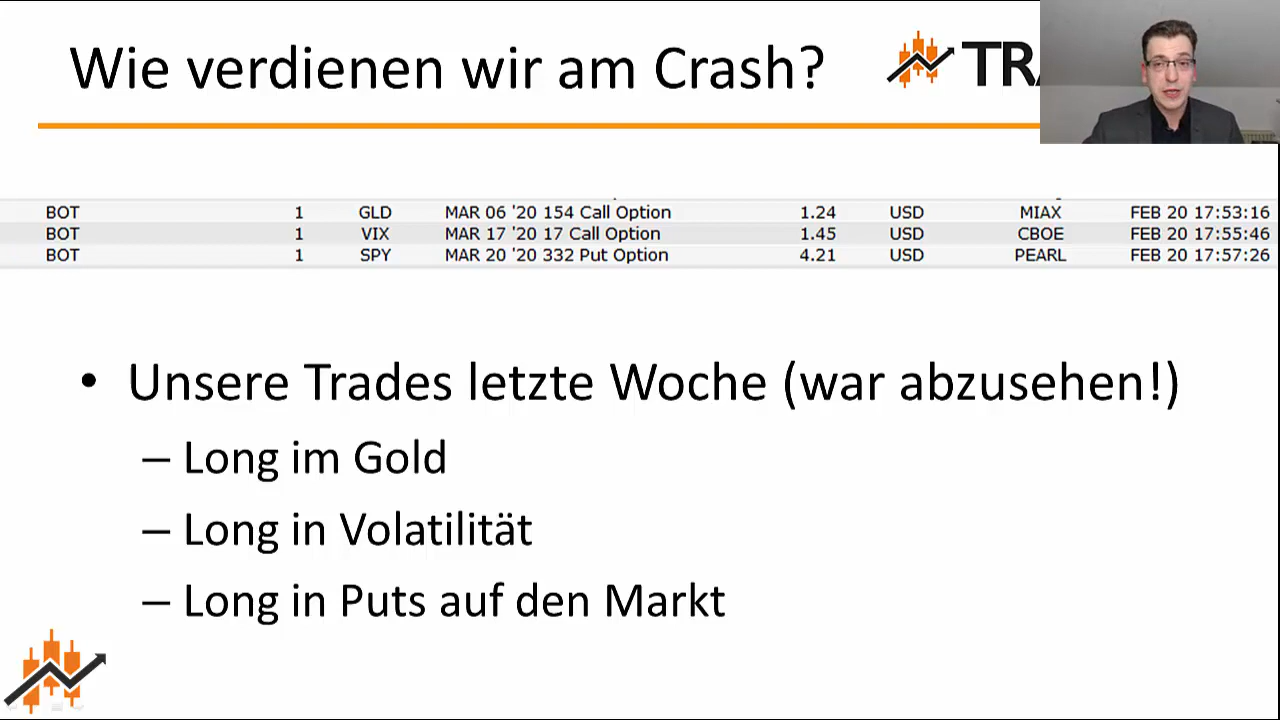 Wie verdienen wir am Crash?
TRA
BOT 1 GLD MAR 06 '20 154 Call Option 1.24 USD MIAX FEB 20 17:53:16
BOT 1 VIX MAR 17 '20 17 Call Option 1.45 USD CBOE FEB 20 17:55:46
BOT 1 SPY MAR 20 '20 332 Put Option 4.21 USD PEARL FEB 20 17:57:26
• Unsere Trades letzte Woche (war abzusehen!)
– Long im Gold
– Long in Volatilität
– Long in Puts auf den Markt